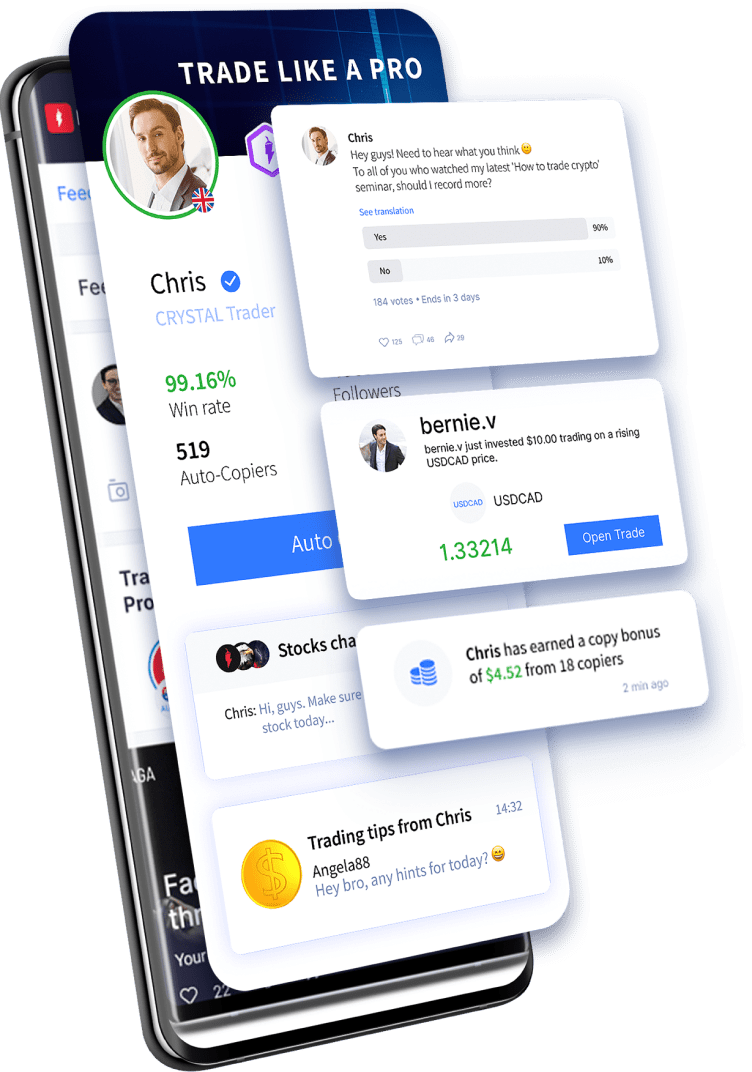 TRADE LIKE A PRO
Chris
CRYSTAL Trader
99.16%
Win rate
Followers
519
Auto-Copiers
Auto
Chris
Hey guys! Need to hear what you think🙂
To all of you who watched my latest 'How to trade crypto'
seminar, should I record more?
See translation
Yes
90%
No
10%
184 votes • Ends in 3 days
125
46
29
bernie.v
bernie.v just invested $10.00 trading on a rising
USDCAD price.
USDCAD
USDCAD
1.33214
Open Trade
Chris has earned a copy bonus
of $4.52 from 18 copiers
2 min ago
Stocks cha
Chris: Hi, guys. Make sure
stock today...
Trading tips from Chris
14:32
Angela88
Hey bro, any hints for today? 😄
Fee
Fee
Tra
Pro
AGA
Fa
thr
Your
22